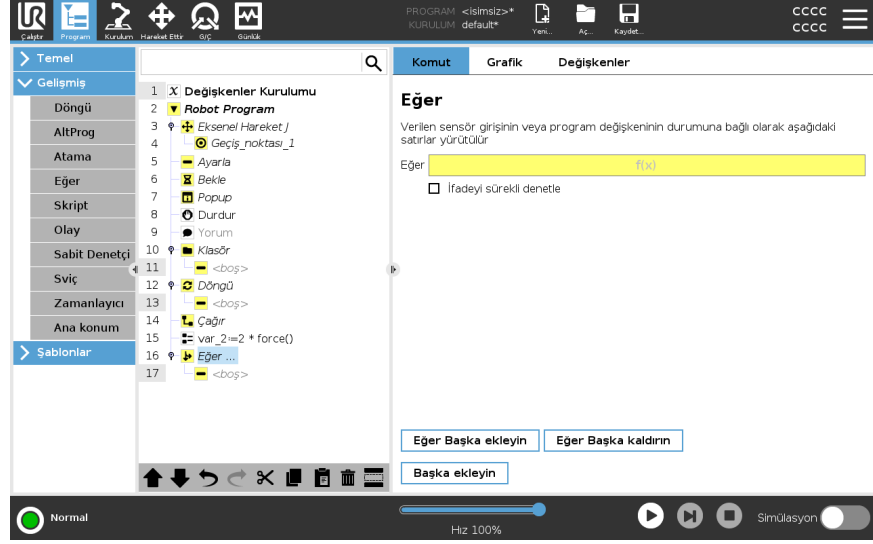 UR
Çalıştır
Program
Kurulum
Hareket Ettir
G/Ç
Günlük
PROGRAM <isimsiz>*
KURULUM default*
Yeni...
Aç...
Kaydet...
CCCC
CCCC
Temel
Gelişmiş
Döngü
AltProg
Atama
Eğer
Skript
Olay
Sabit Denetçi
Sviç
Zamanlayıcı
Ana konum
Şablonlar
1 X Değişkenler Kurulumu
2 Robot Program
3 Eksenel Hareket J
4 Geçiş_noktası_1
5 Ayarla
6 Bekle
7 Popup
8 Durdur
9 Yorum
10 Klasör
11 <boş>
12 Döngü
13 <boş>
14 Çağır
15 var_2≔2 * force()
16 Eğer ...
17 <boş>
Komut
Grafik
Değişkenler
Eğer
Verilen sensör girişinin veya program değişkeninin durumuna bağlı olarak aşağıdaki
satırlar yürütülür
Eğer f(x)
İfadeyi sürekli denetle
Eğer Başka ekleyin
Eğer Başka kaldırın
Başka ekleyin
Normal
Hız 100%
Simülasyon